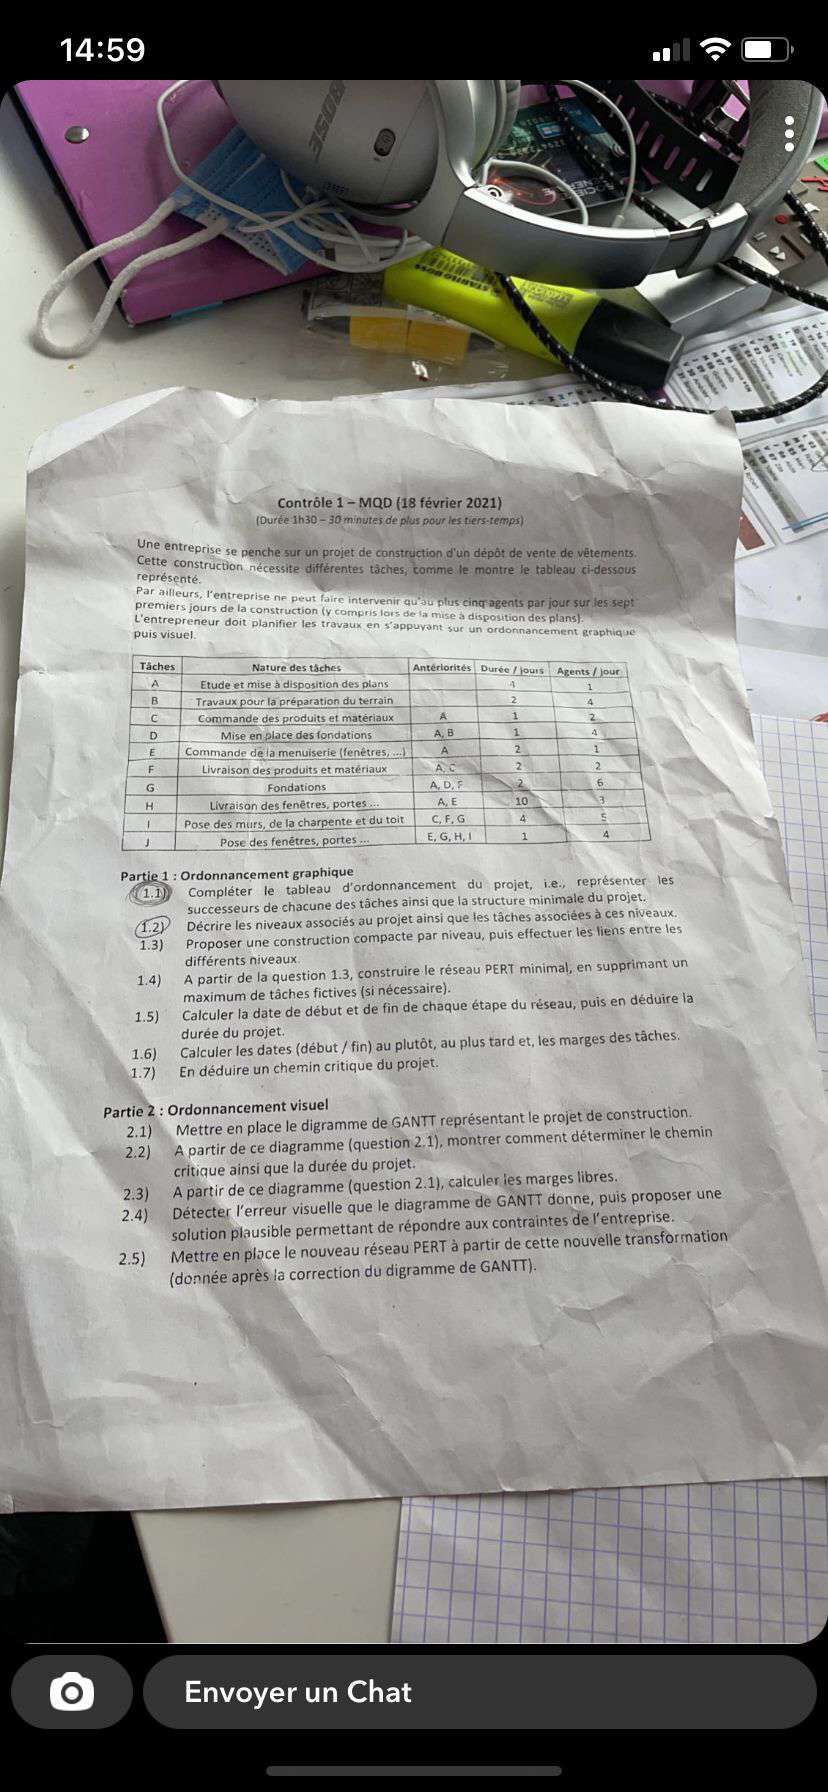 14:59
BOSE
STABILO BOSS
Contrôle 1 – MQD (18 février 2021)
(Durée 1h30 – 30 minutes de plus pour les tiers-temps)
Une entreprise se penche sur un projet de construction d'un dépôt de vente de vêtements.
Cette construction nécessite différentes tâches, comme le montre le tableau ci-dessous
représenté.
Par ailleurs, l'entreprise ne peut faire intervenir qu'au plus cinq agents par jour sur les sept
premiers jours de la construction (y compris lors de la mise à disposition des plans).
L'entrepreneur doit planifier les travaux en s'appuyant sur un ordonnancement graphique
puis visuel.
Tâches Nature des tâches Antériorités Durée / jours Agents / jour
A Etude et mise à disposition des plans 4 1
B Travaux pour la préparation du terrain 2 4
C Commande des produits et matériaux A 1 2
D Mise en place des fondations A, B 1 4
E Commande de la menuiserie (fenêtres, ...) A 2 1
F Livraison des produits et matériaux A, C 2 2
G Fondations A, D, F 2 6
H Livraison des fenêtres, portes ... A, E 10 3
I Pose des murs, de la charpente et du toit C, F, G 4 5
J Pose des fenêtres, portes ... E, G, H, I 1 4
Partie 1 : Ordonnancement graphique
1.1) Compléter le tableau d'ordonnancement du projet, i.e., représenter les
successeurs de chacune des tâches ainsi que la structure minimale du projet.
1.2) Décrire les niveaux associés au projet ainsi que les tâches associées à ces niveaux.
1.3) Proposer une construction compacte par niveau, puis effectuer les liens entre les
différents niveaux.
1.4) A partir de la question 1.3, construire le réseau PERT minimal, en supprimant un
maximum de tâches fictives (si nécessaire).
1.5) Calculer la date de début et de fin de chaque étape du réseau, puis en déduire la
durée du projet.
1.6) Calculer les dates (début / fin) au plutôt, au plus tard et, les marges des tâches.
1.7) En déduire un chemin critique du projet.
Partie 2 : Ordonnancement visuel
2.1) Mettre en place le digramme de GANTT représentant le projet de construction.
2.2) A partir de ce diagramme (question 2.1), montrer comment déterminer le chemin
critique ainsi que la durée du projet.
2.3) A partir de ce diagramme (question 2.1), calculer les marges libres.
2.4) Détecter l'erreur visuelle que le diagramme de GANTT donne, puis proposer une
solution plausible permettant de répondre aux contraintes de l'entreprise.
2.5) Mettre en place le nouveau réseau PERT à partir de cette nouvelle transformation
(donnée après la correction du digramme de GANTT).
Envoyer un Chat